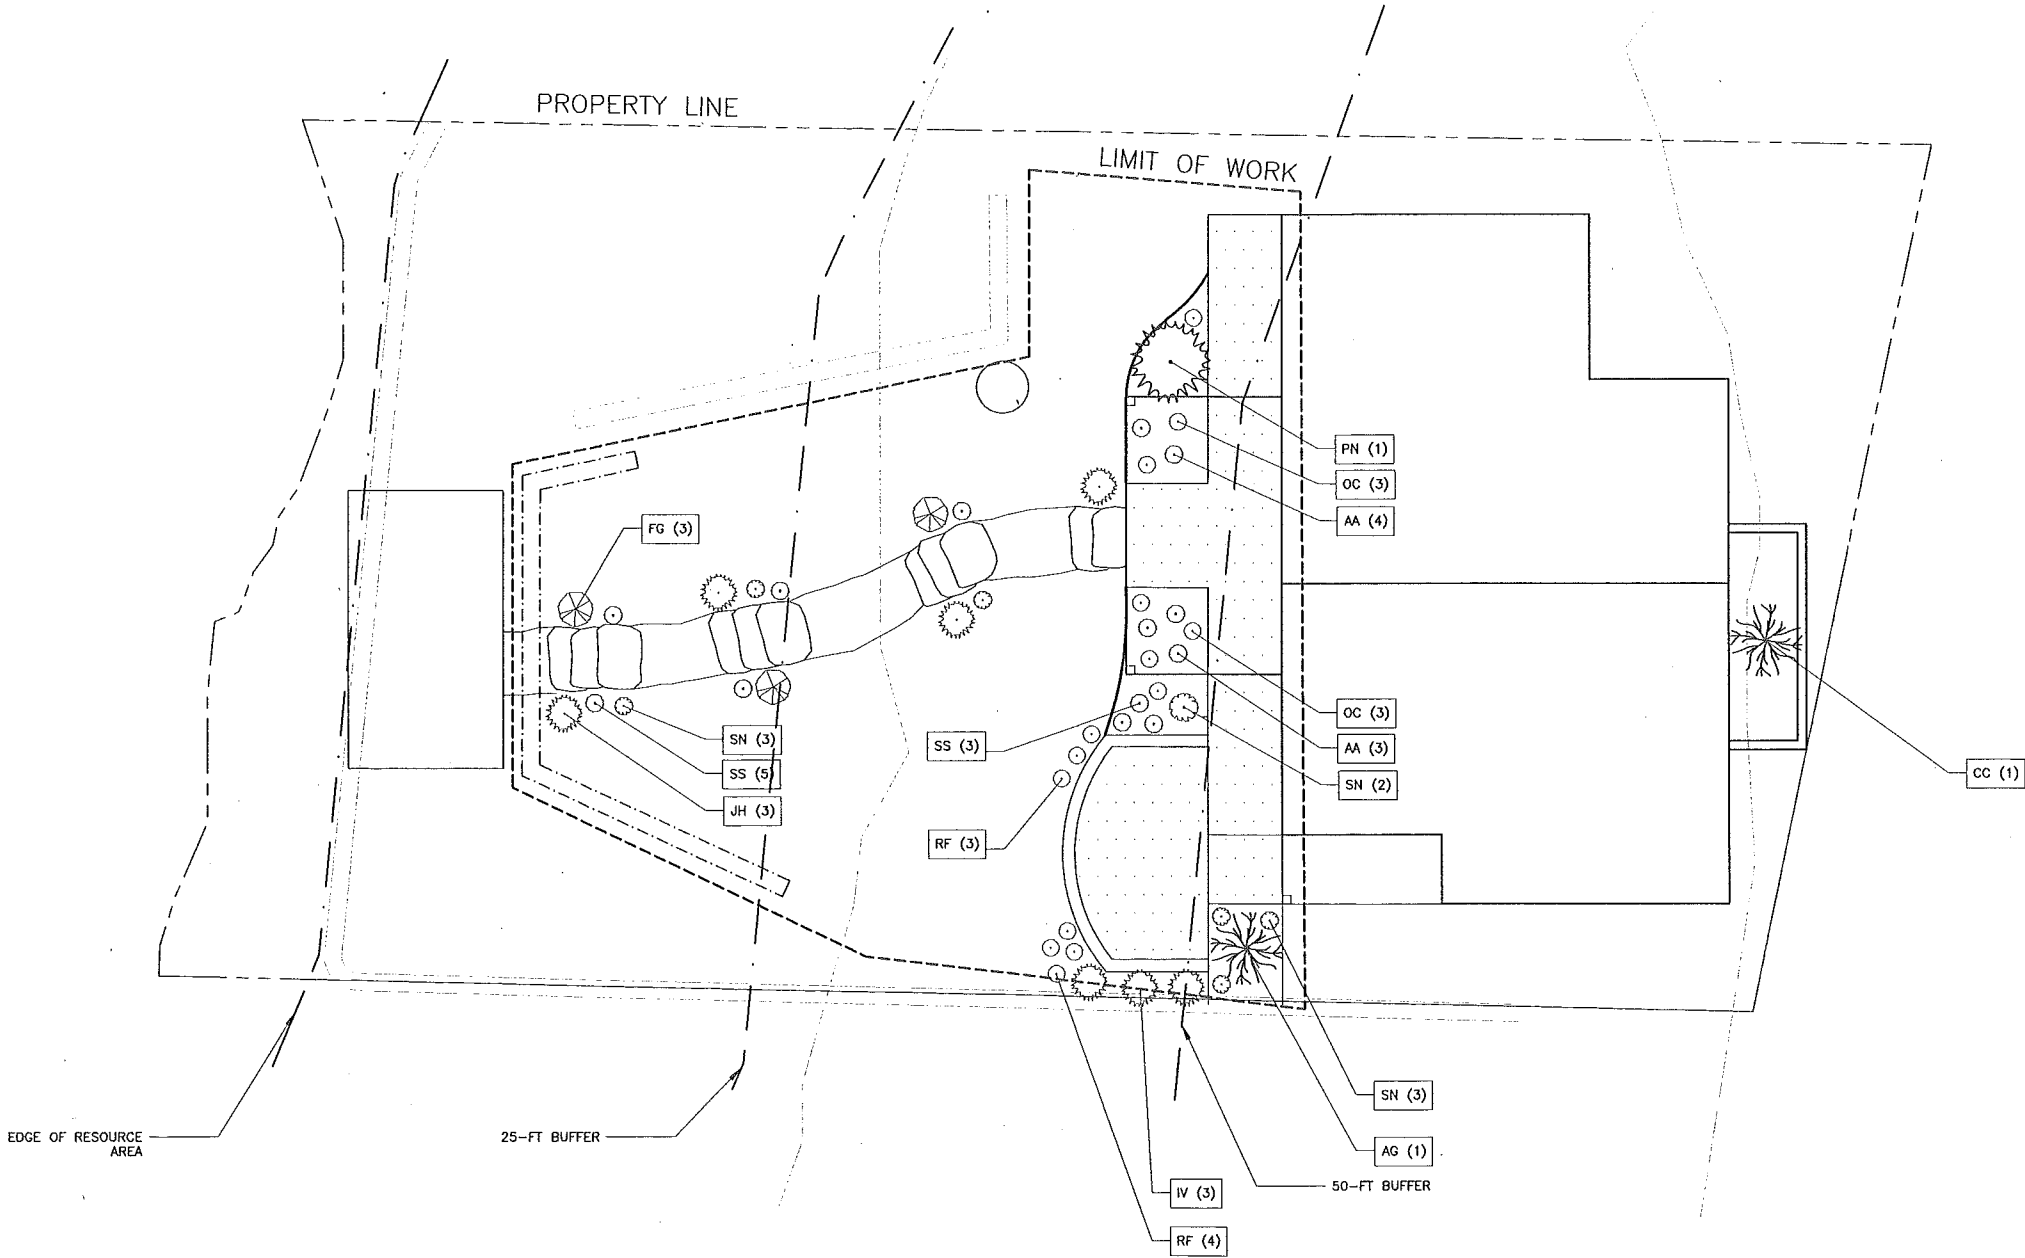 PROPERTY LINE
LIMIT OF WORK
PN (1)
OC (3)
AA (4)
FG (3)
SN (3)
SS (5)
JH (3)
SS (3)
RF (3)
OC (3)
AA (3)
SN (2)
CC (1)
SN (3)
AG (1)
50-FT BUFFER
IV (3)
RF (4)
25-FT BUFFER
EDGE OF RESOURCE
AREA